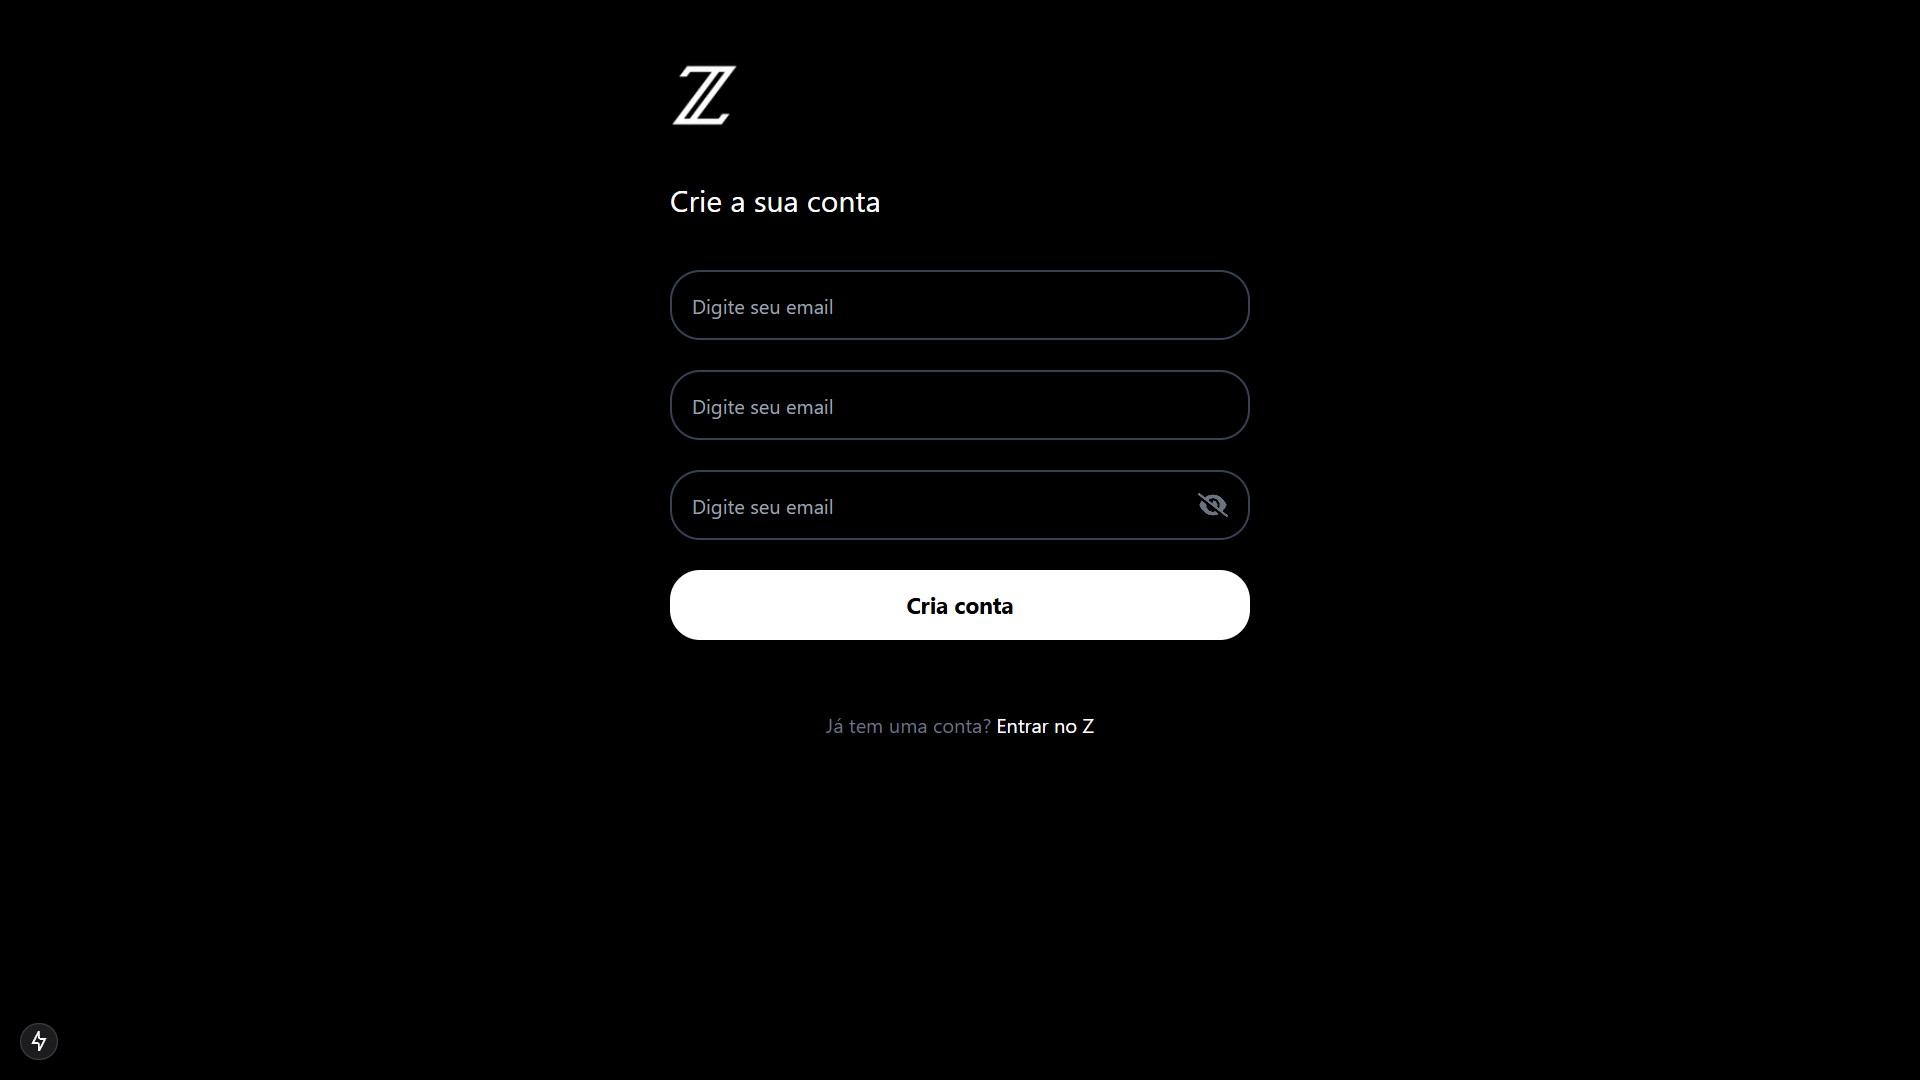 Z
Crie a sua conta
Digite seu email
Digite seu email
Digite seu email
Cria conta
Já tem uma conta? Entrar no Z